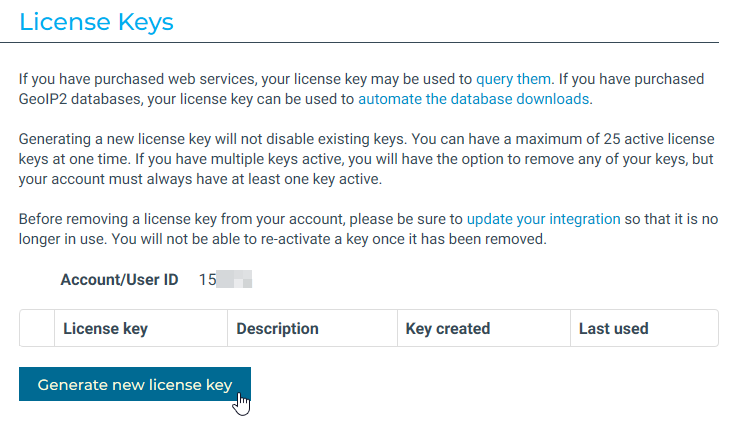 License Keys
If you have purchased web services, your license key may be used to query them. If you have purchased
GeoIP2 databases, your license key can be used to automate the database downloads.
Generating a new license key will not disable existing keys. You can have a maximum of 25 active license
keys at one time. If you have multiple keys active, you will have the option to remove any of your keys, but
your account must always have at least one key active.
Before removing a license key from your account, please be sure to update your integration so that it is no
longer in use. You will not be able to re-activate a key once it has been removed.
Account/User ID 15
License key Description Key created Last used
Generate new license key